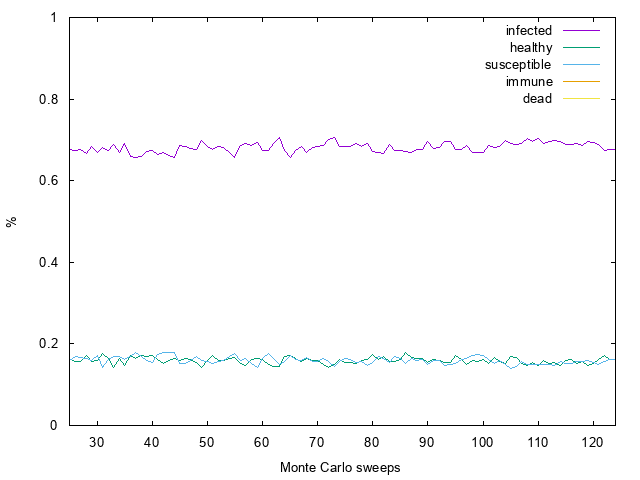 1
infected
healthy
susceptible
immune
dead
0.8
0.6
%
0.4
0.2
0
30 40 50 60 70 80 90 100 110 120
Monte Carlo sweeps